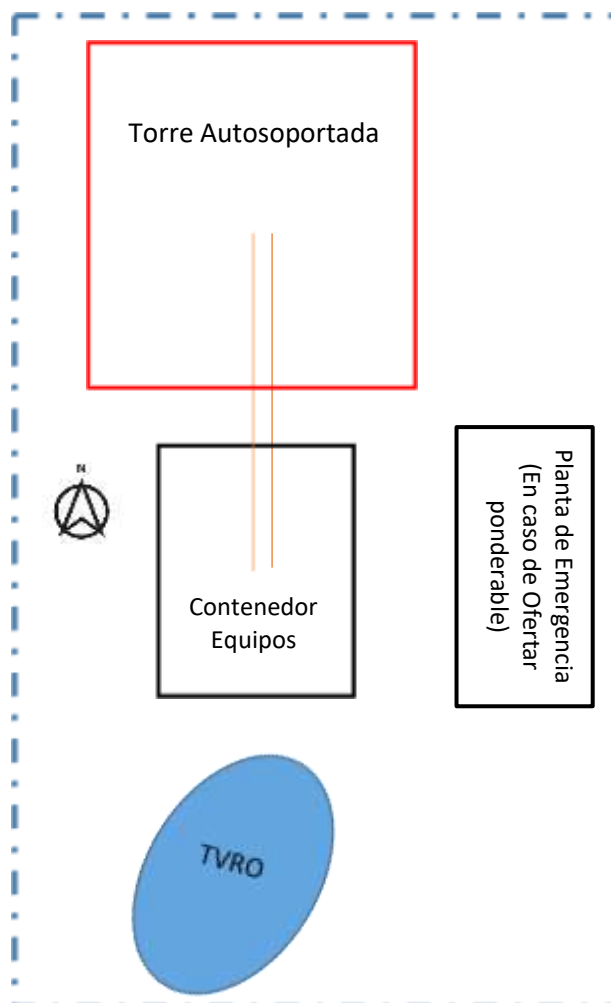 Torre Autosoportada
N
Planta de Emergencia
(En caso de Ofertar
ponderable)
Contenedor
Equipos
TVRO